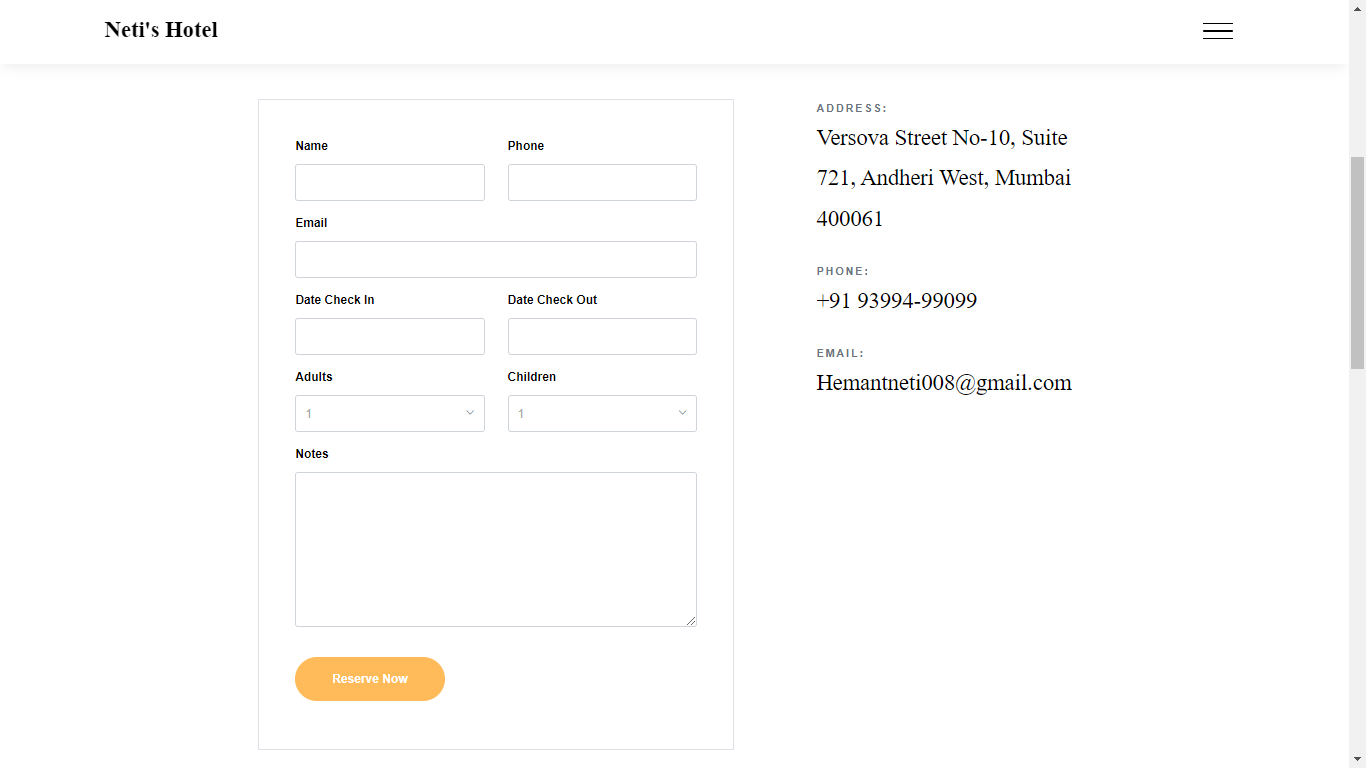 Neti's Hotel
Name
Phone
Email
Date Check In
Date Check Out
Adults
Children
1
1
Notes
Reserve Now
ADDRESS:
Versova Street No-10, Suite
721, Andheri West, Mumbai
400061
PHONE:
+91 93994-99099
EMAIL:
Hemantneti008@gmail.com